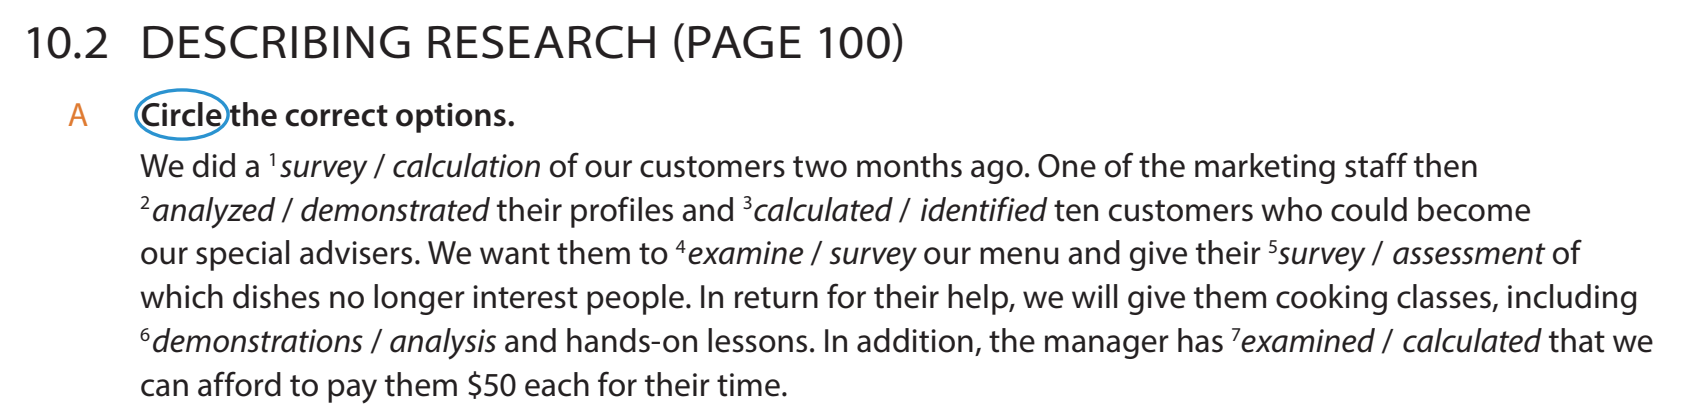 10.2 DESCRIBING RESEARCH (PAGE 100)
A Circle the correct options.
We did a ¹survey / calculation of our customers two months ago. One of the marketing staff then
²analyzed / demonstrated their profiles and ³calculated / identified ten customers who could become
our special advisers. We want them to ⁴examine / survey our menu and give their ⁵survey / assessment of
which dishes no longer interest people. In return for their help, we will give them cooking classes, including
⁶demonstrations / analysis and hands-on lessons. In addition, the manager has ⁷examined / calculated that we
can afford to pay them $50 each for their time.